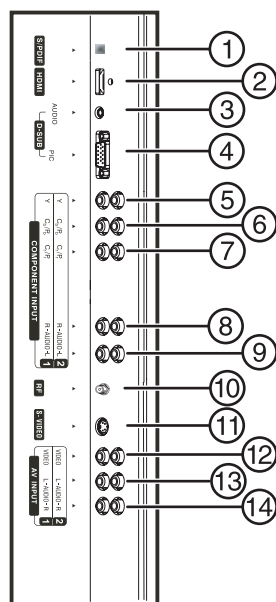 S/PDIF
HDMI
AUDIO
D-SUB
PIC
Y Y
CB/PB CB/PB
CR/PR CR/PR
COMPONENT INPUT
R-AUDIO-L R-AUDIO-L
1 2
RF
S-VIDEO
VIDEO VIDEO
L-AUDIO-R L-AUDIO-R
AV INPUT
1 2
1
2
3
4
5
6
7
8
9
10
11
12
13
14